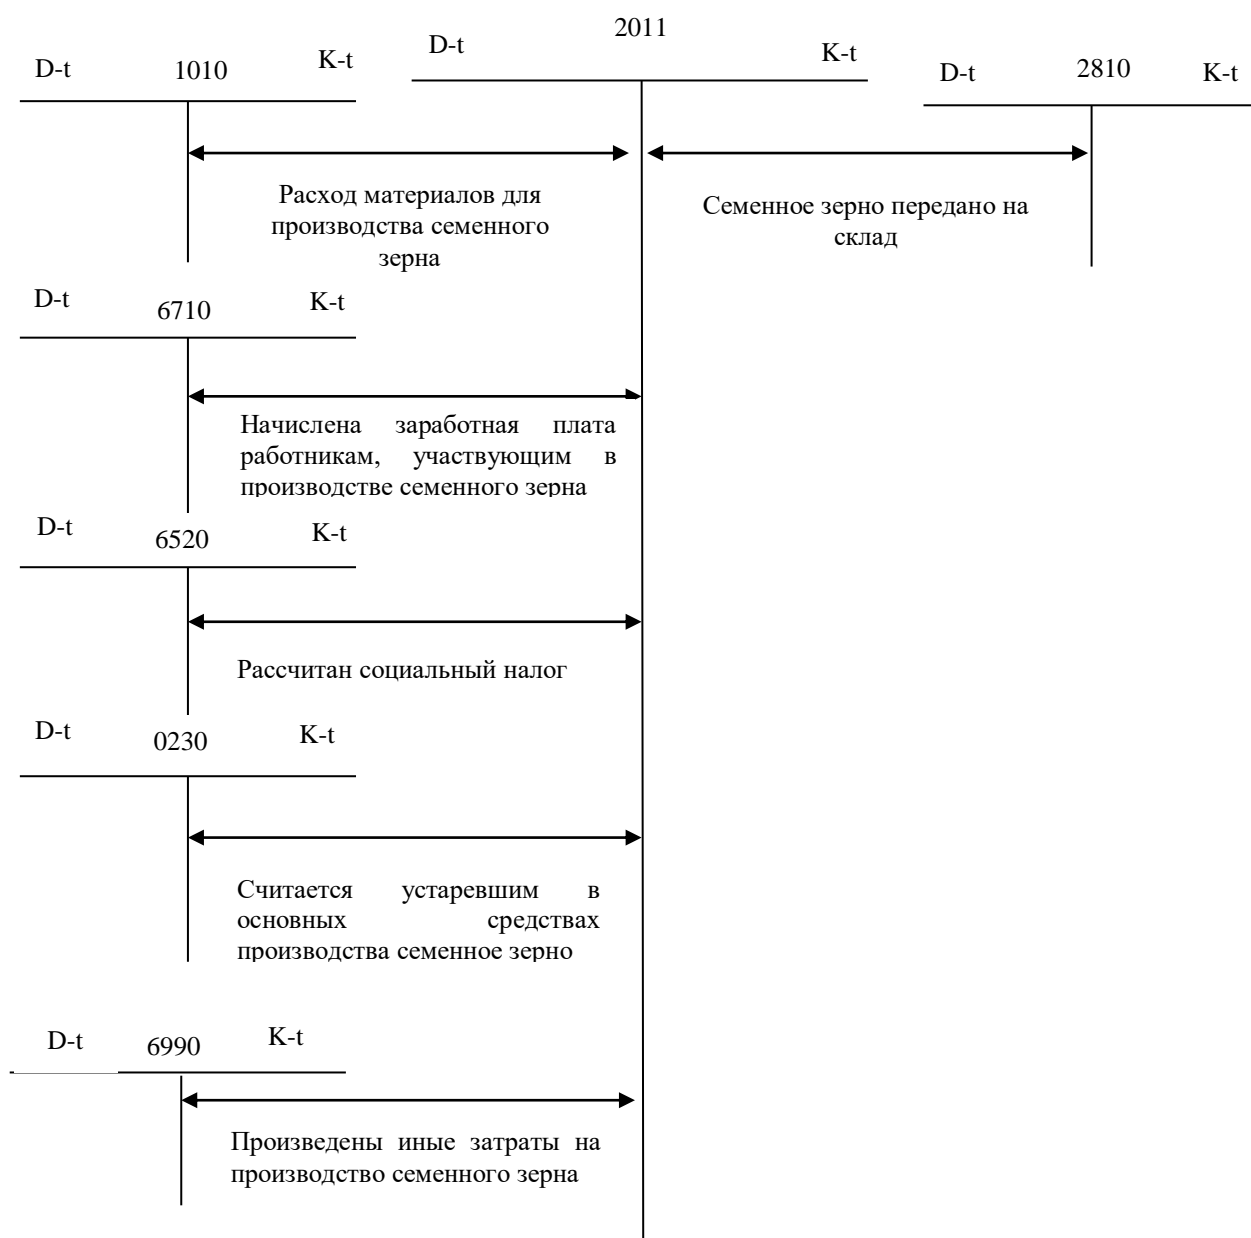 D-t 1010 K-t
D-t 2011 K-t
D-t 2810 K-t
Расход материалов для
производства семенного
зерна
Семенное зерно передано на
склад
D-t 6710 K-t
Начислена заработная плата
работникам, участвующим в
производстве семенного зерна
D-t 6520 K-t
Рассчитан социальный налог
D-t 0230 K-t
Считается устаревшим в
основных средствах
производства семенное зерно
D-t 6990 K-t
Произведены иные затраты на
производство семенного зерна